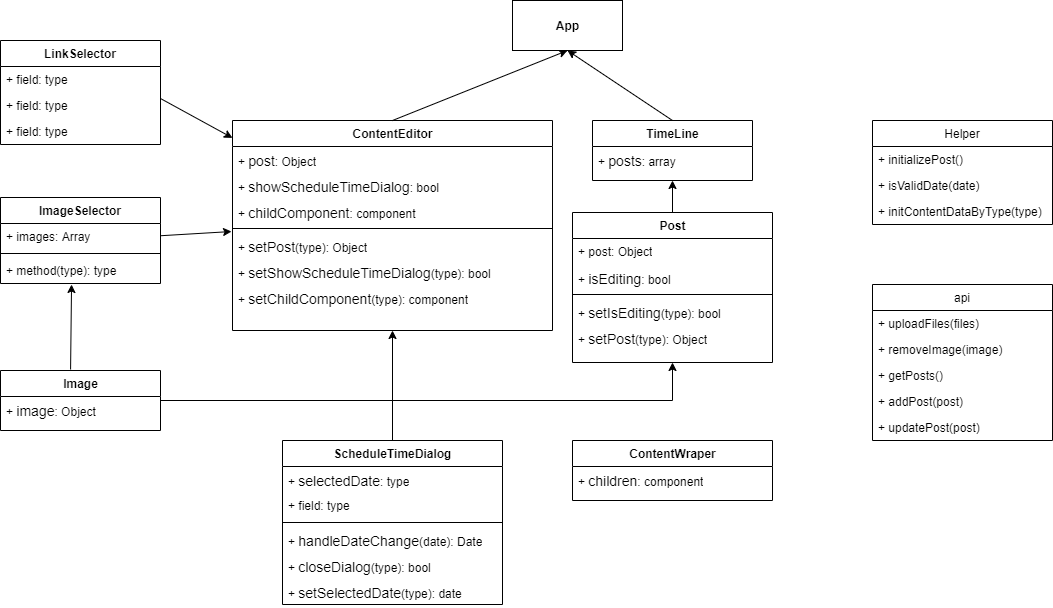 App
LinkSelector
+ field: type
+ field: type
+ field: type
ContentEditor
+ post: Object
+ showScheduleTimeDialog: bool
+ childComponent: component
+ setPost(type): Object
+ setShowScheduleTimeDialog(type): bool
+ setChildComponent(type): component
TimeLine
+ posts: array
Helper
+ initializePost()
+ isValidDate(date)
+ initContentDataByType(type)
ImageSelector
+ images: Array
+ method(type): type
Post
+ post: Object
+ isEditing: bool
+ setIsEditing(type): bool
+ setPost(type): Object
api
+ uploadFiles(files)
+ removeImage(image)
+ getPosts()
+ addPost(post)
+ updatePost(post)
Image
+ image: Object
ScheduleTimeDialog
+ selectedDate: type
+ field: type
+ handleDateChange(date): Date
+ closeDialog(type): bool
+ setSelectedDate(type): date
ContentWraper
+ children: component